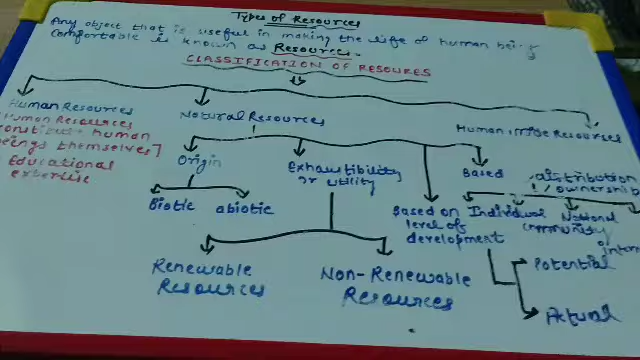 Types of Resources
Any object that is useful in making the life of human being
comfortable is known as Resources.
CLASSIFICATION OF RESOURES
Human Resources
Human Resources
human
beings themselves]
Educational
expertise
Natural Resources
Human made Resources
Origin
Biotic abiotic
Exhaustibility
or utility
Renewable
Resources
Non-Renewable
Resources
Based on
level of
development
Potential
Actual
Based distribution
ownership
Individual National
community